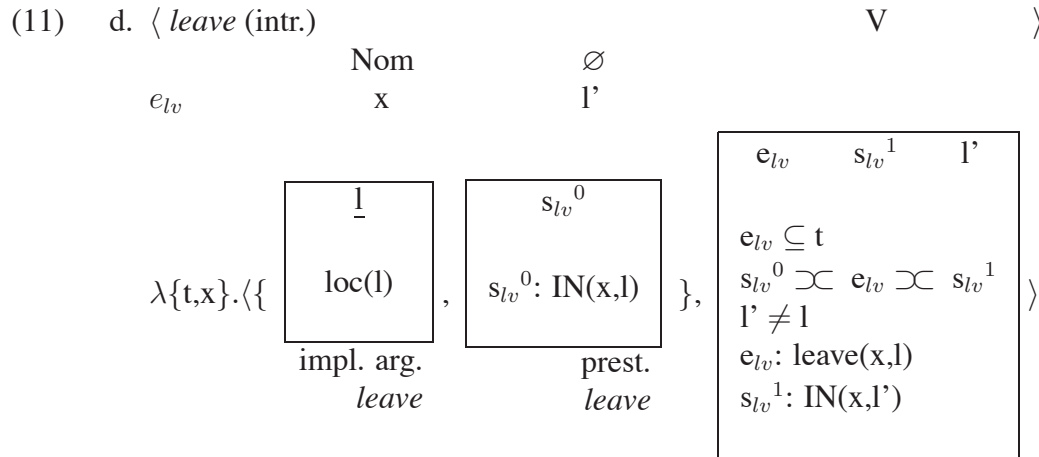 (11) d. ⟨ leave (intr.) V ⟩
Nom ∅
e_lv x l’
e_lv s_lv^1 l’
l s_lv^0
e_lv ⊆ t
s_lv^0 ⊃⊂ e_lv ⊃⊂ s_lv^1
λ{t,x}.⟨{ loc(l) , s_lv^0: IN(x,l) }, ⟩
l’ ≠ l
impl. arg. prest. e_lv: leave(x,l)
leave leave s_lv^1: IN(x,l’)